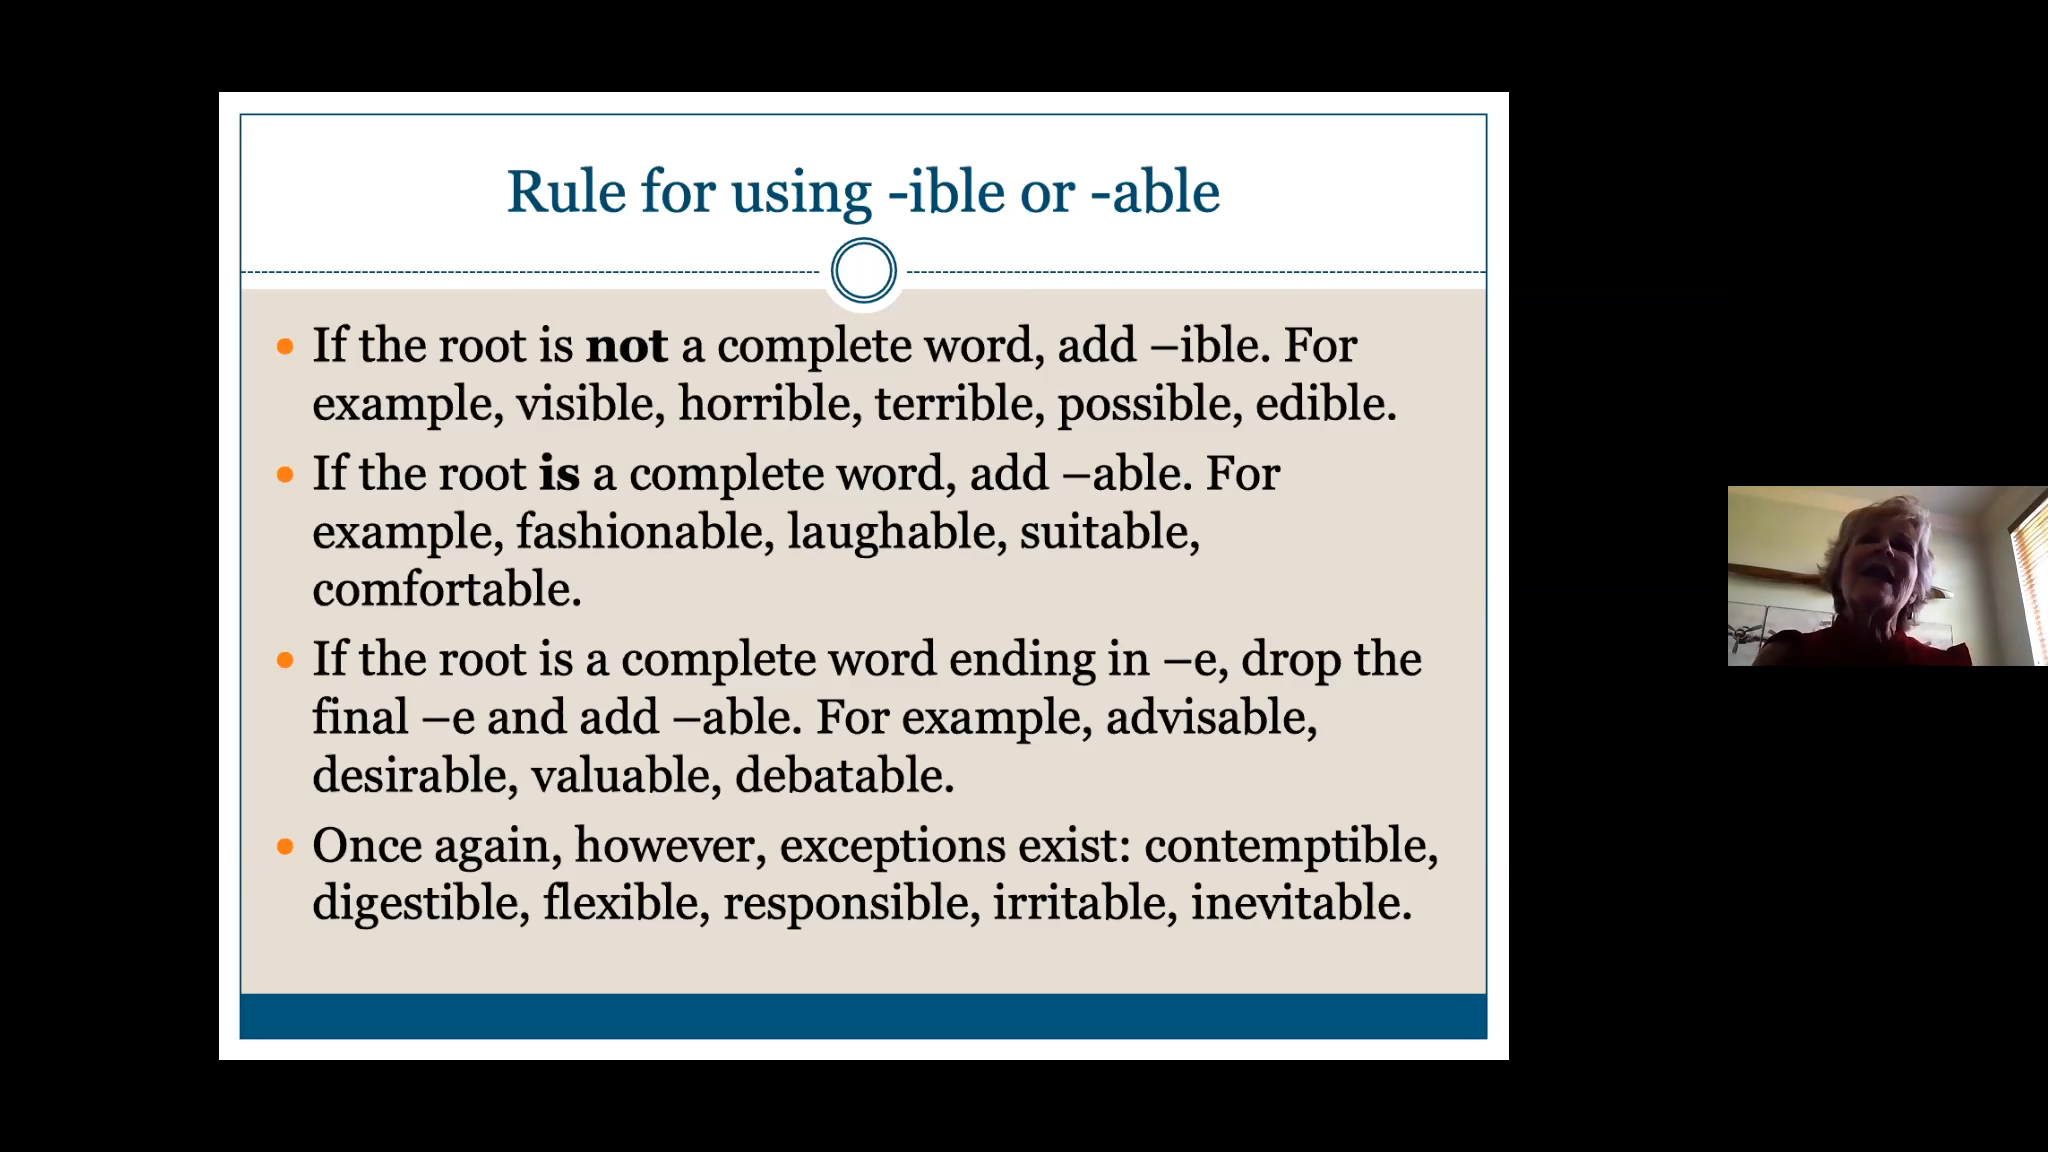 Rule for using -ible or -able
• If the root is not a complete word, add –ible. For
example, visible, horrible, terrible, possible, edible.
• If the root is a complete word, add –able. For
example, fashionable, laughable, suitable,
comfortable.
• If the root is a complete word ending in –e, drop the
final –e and add –able. For example, advisable,
desirable, valuable, debatable.
• Once again, however, exceptions exist: contemptible,
digestible, flexible, responsible, irritable, inevitable.